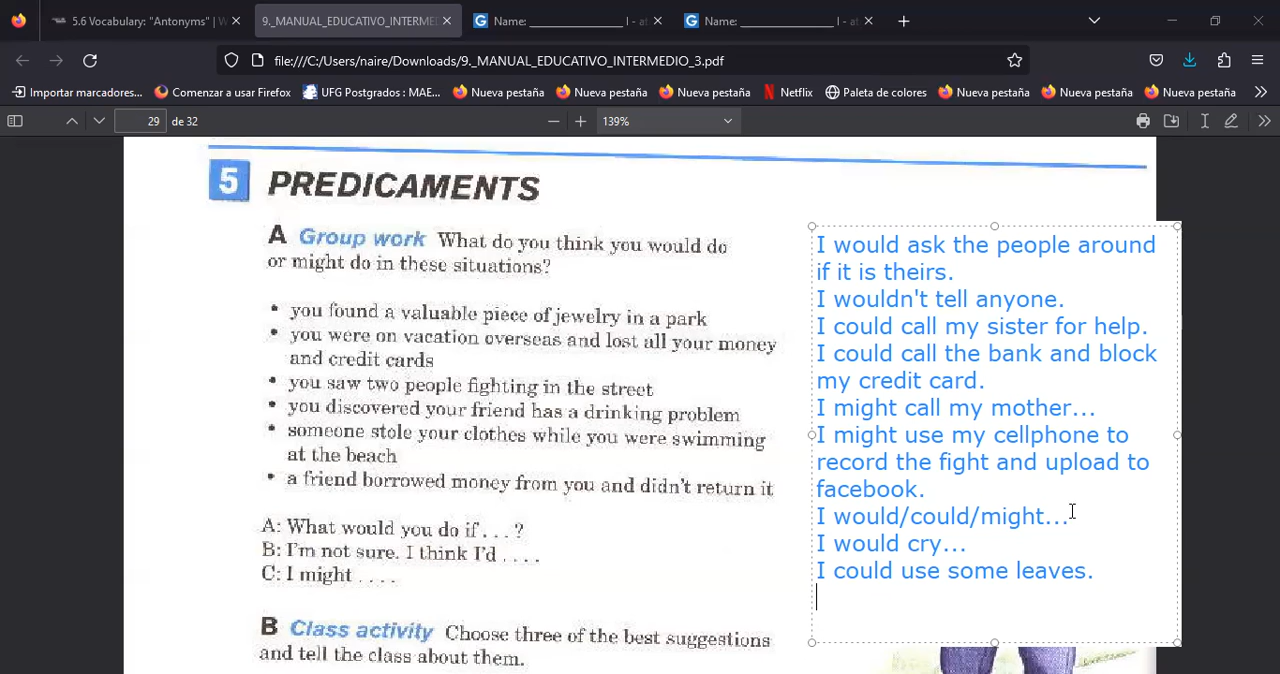 5.6 Vocabulary: "Antonyms" | W
9._MANUAL_EDUCATIVO_INTERME
Name: ____________ I - at
Name: ____________ I - at
file:///C:/Users/naire/Downloads/9._MANUAL_EDUCATIVO_INTERMEDIO_3.pdf
Importar marcadores...
Comenzar a usar Firefox
UFG Postgrados : MAE...
Nueva pestaña
Nueva pestaña
Nueva pestaña
Netflix
Paleta de colores
Nueva pestaña
Nueva pestaña
Nueva pestaña
29 de 32
139%
5 PREDICAMENTS
A Group work What do you think you would do
or might do in these situations?
• you found a valuable piece of jewelry in a park
• you were on vacation overseas and lost all your money
and credit cards
• you saw two people fighting in the street
• you discovered your friend has a drinking problem
• someone stole your clothes while you were swimming
at the beach
• a friend borrowed money from you and didn't return it
A: What would you do if . . . ?
B: I'm not sure. I think I'd . . . .
C: I might . . . .
B Class activity Choose three of the best suggestions
and tell the class about them.
I would ask the people around
if it is theirs.
I wouldn't tell anyone.
I could call my sister for help.
I could call the bank and block
my credit card.
I might call my mother...
I might use my cellphone to
record the fight and upload to
facebook.
I would/could/might...
I would cry...
I could use some leaves.